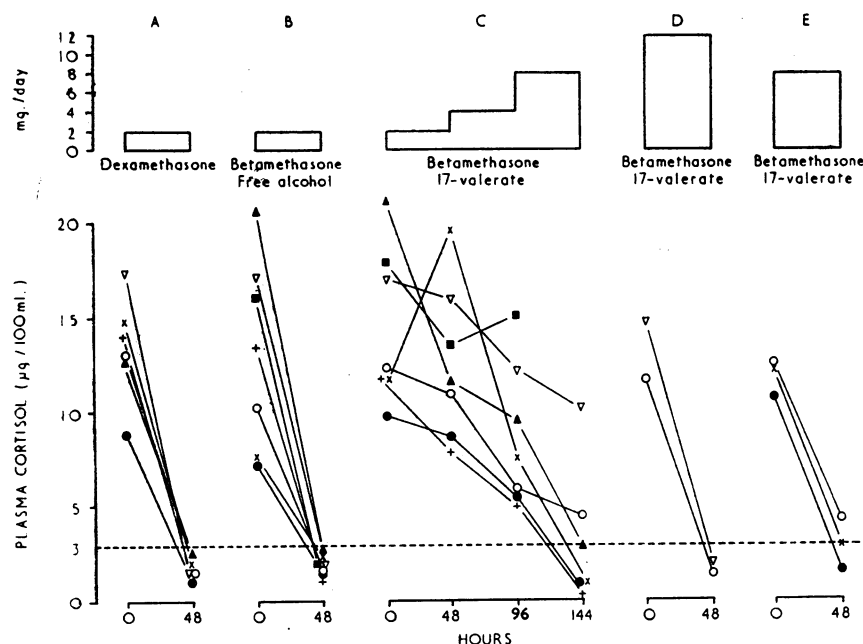 A B C D E
12
10
8
6
4
2
0
mg./day
Dexamethasone Betamethasone Betamethasone Betamethasone Betamethasone
Free alcohol 17-valerate 17-valerate 17-valerate
20
15
10
5
3
0
PLASMA CORTISOL (µg/100ml.)
0 48 0 48 0 48 96 144 0 48 0 48
HOURS